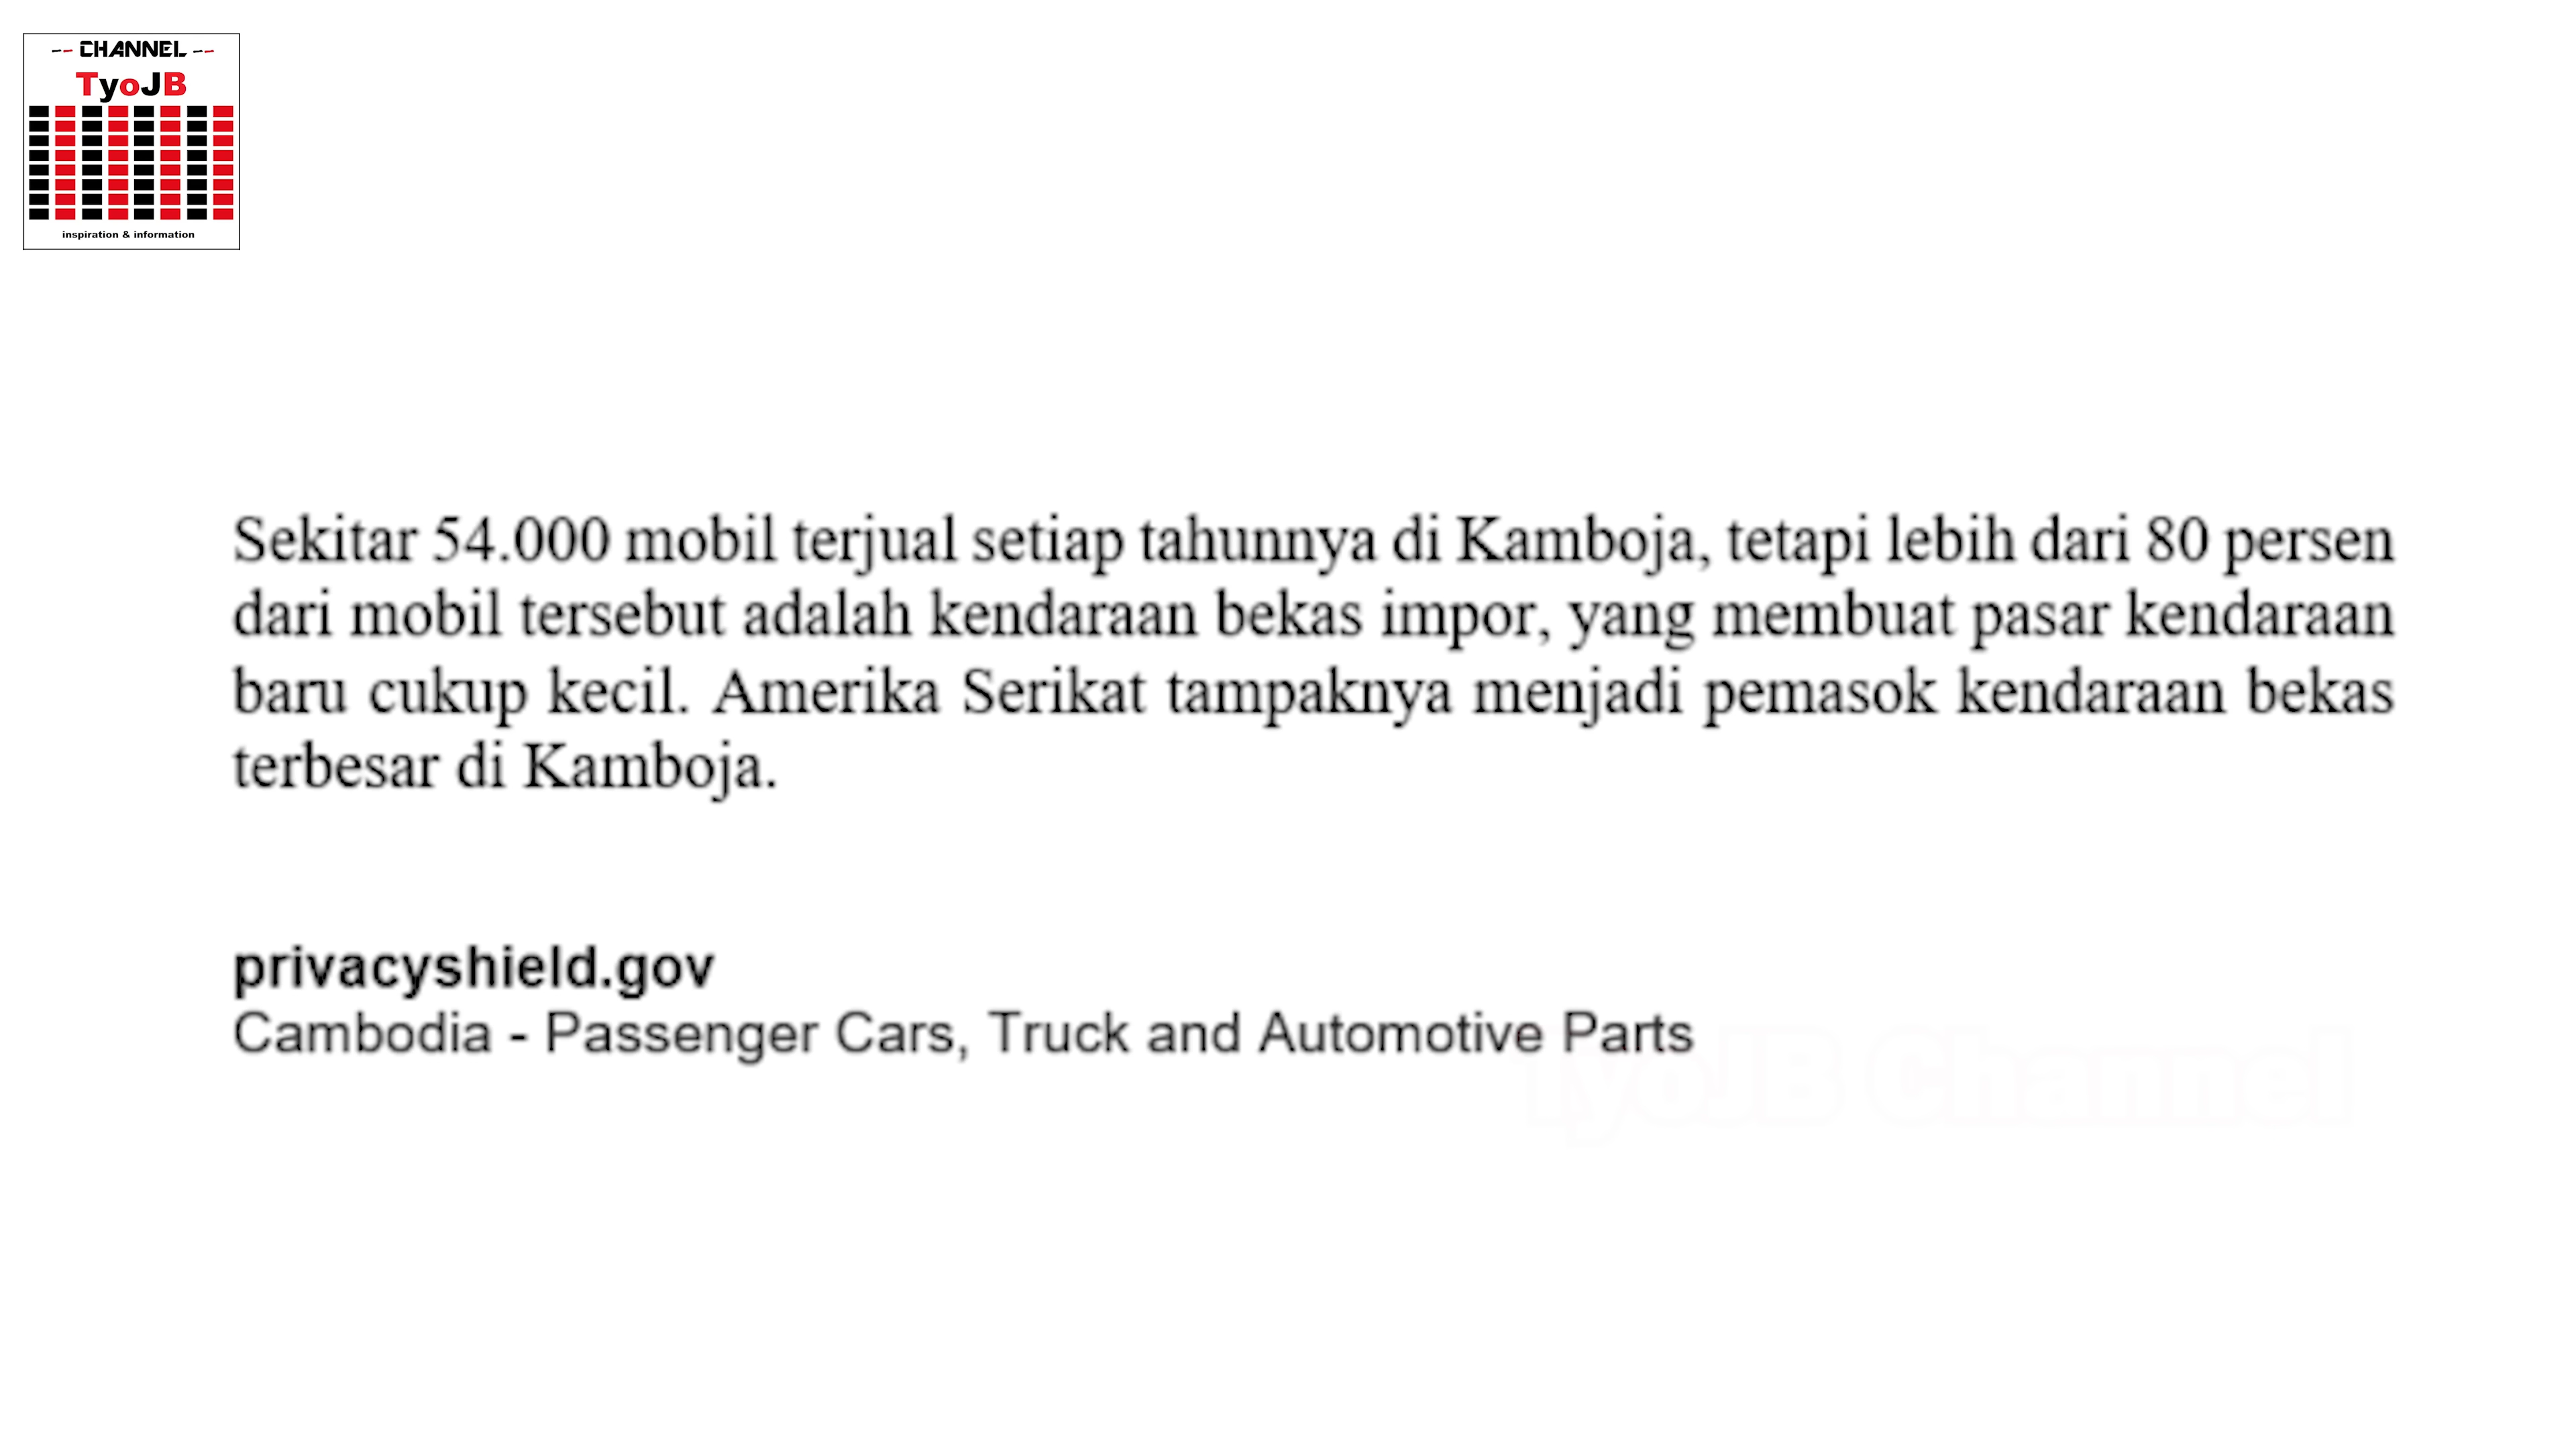 -- CHANNEL --
TyoJB
inspiration & information
Sekitar 54.000 mobil terjual setiap tahunnya di Kamboja, tetapi lebih dari 80 persen
dari mobil tersebut adalah kendaraan bekas impor, yang membuat pasar kendaraan
baru cukup kecil. Amerika Serikat tampaknya menjadi pemasok kendaraan bekas
terbesar di Kamboja.
privacyshield.gov
Cambodia - Passenger Cars, Truck and Automotive Parts
TyoJB Channel